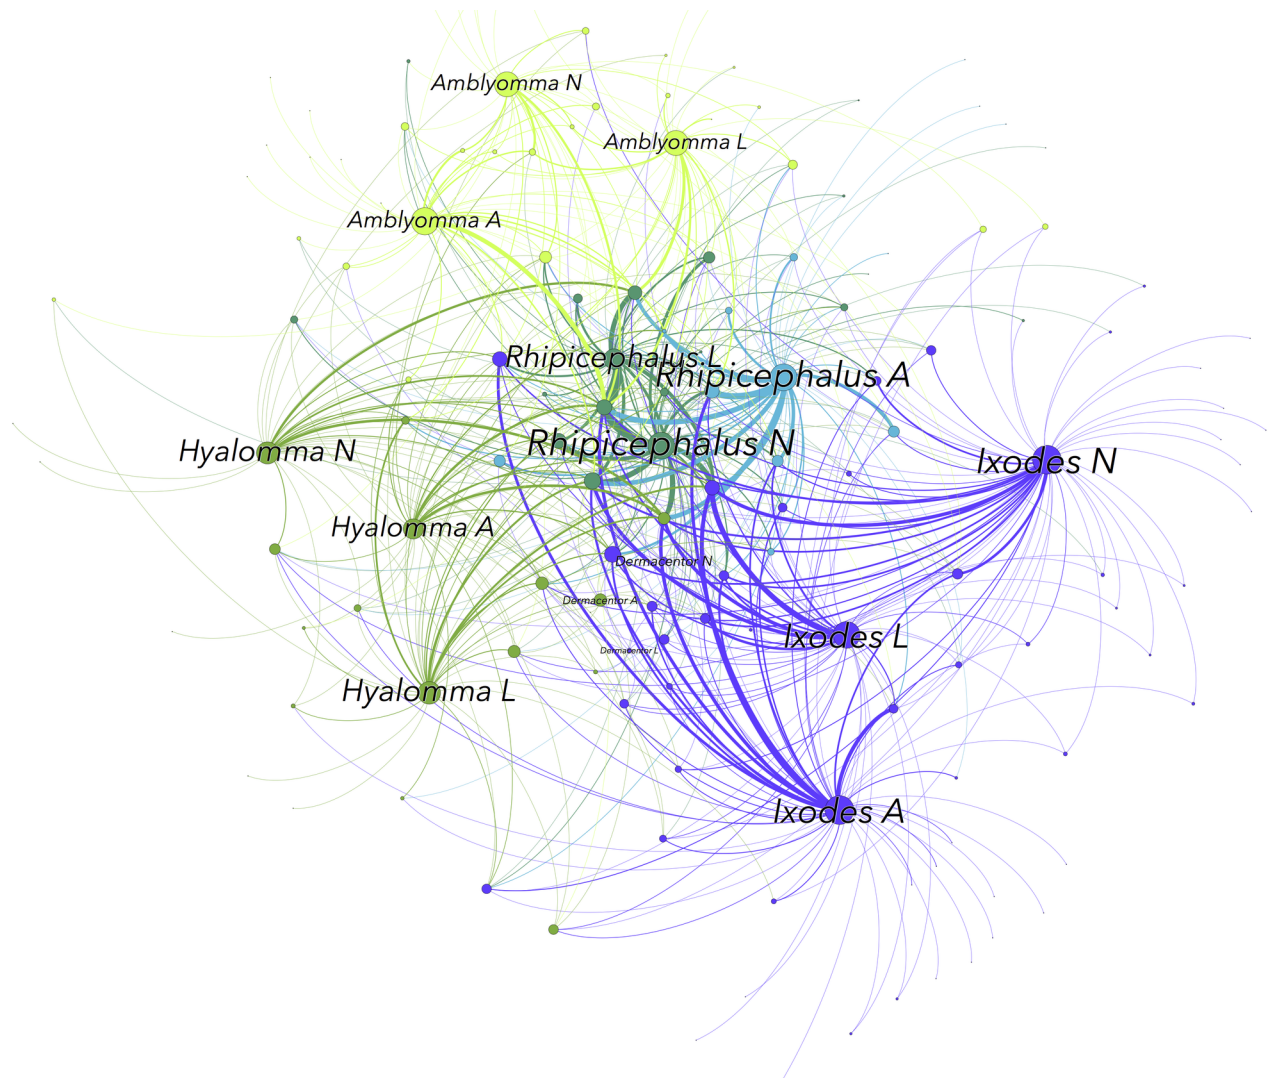 Amblyomma N
Amblyomma L
Amblyomma A
Rhipicephalus L
Rhipicephalus A
Rhipicephalus N
Hyalomma N
Ixodes N
Hyalomma A
Dermacentor N
Dermacentor A
Ixodes L
Dermacentor L
Hyalomma L
Ixodes A